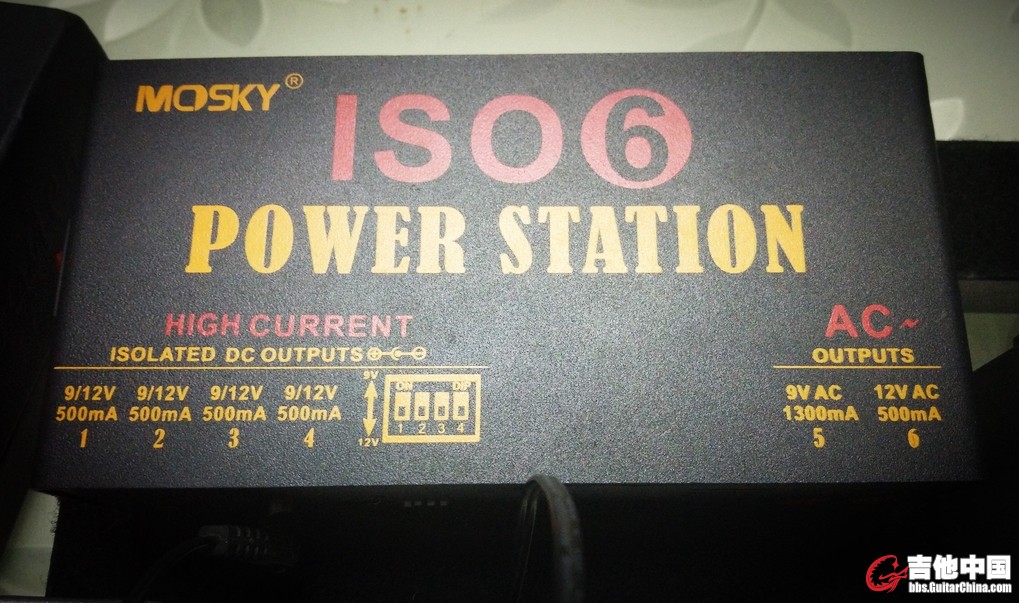 MOSKY®
ISO6
POWER STATION
HIGH CURRENT
ISOLATED DC OUTPUTS
9/12V 9/12V 9/12V 9/12V
500mA 500mA 500mA 500mA
1 2 3 4
9V
12V
ON DIP
1 2 3 4
AC~
OUTPUTS
9V AC 12V AC
1300mA 500mA
5 6
吉他中国
bbs.GuitarChina.com